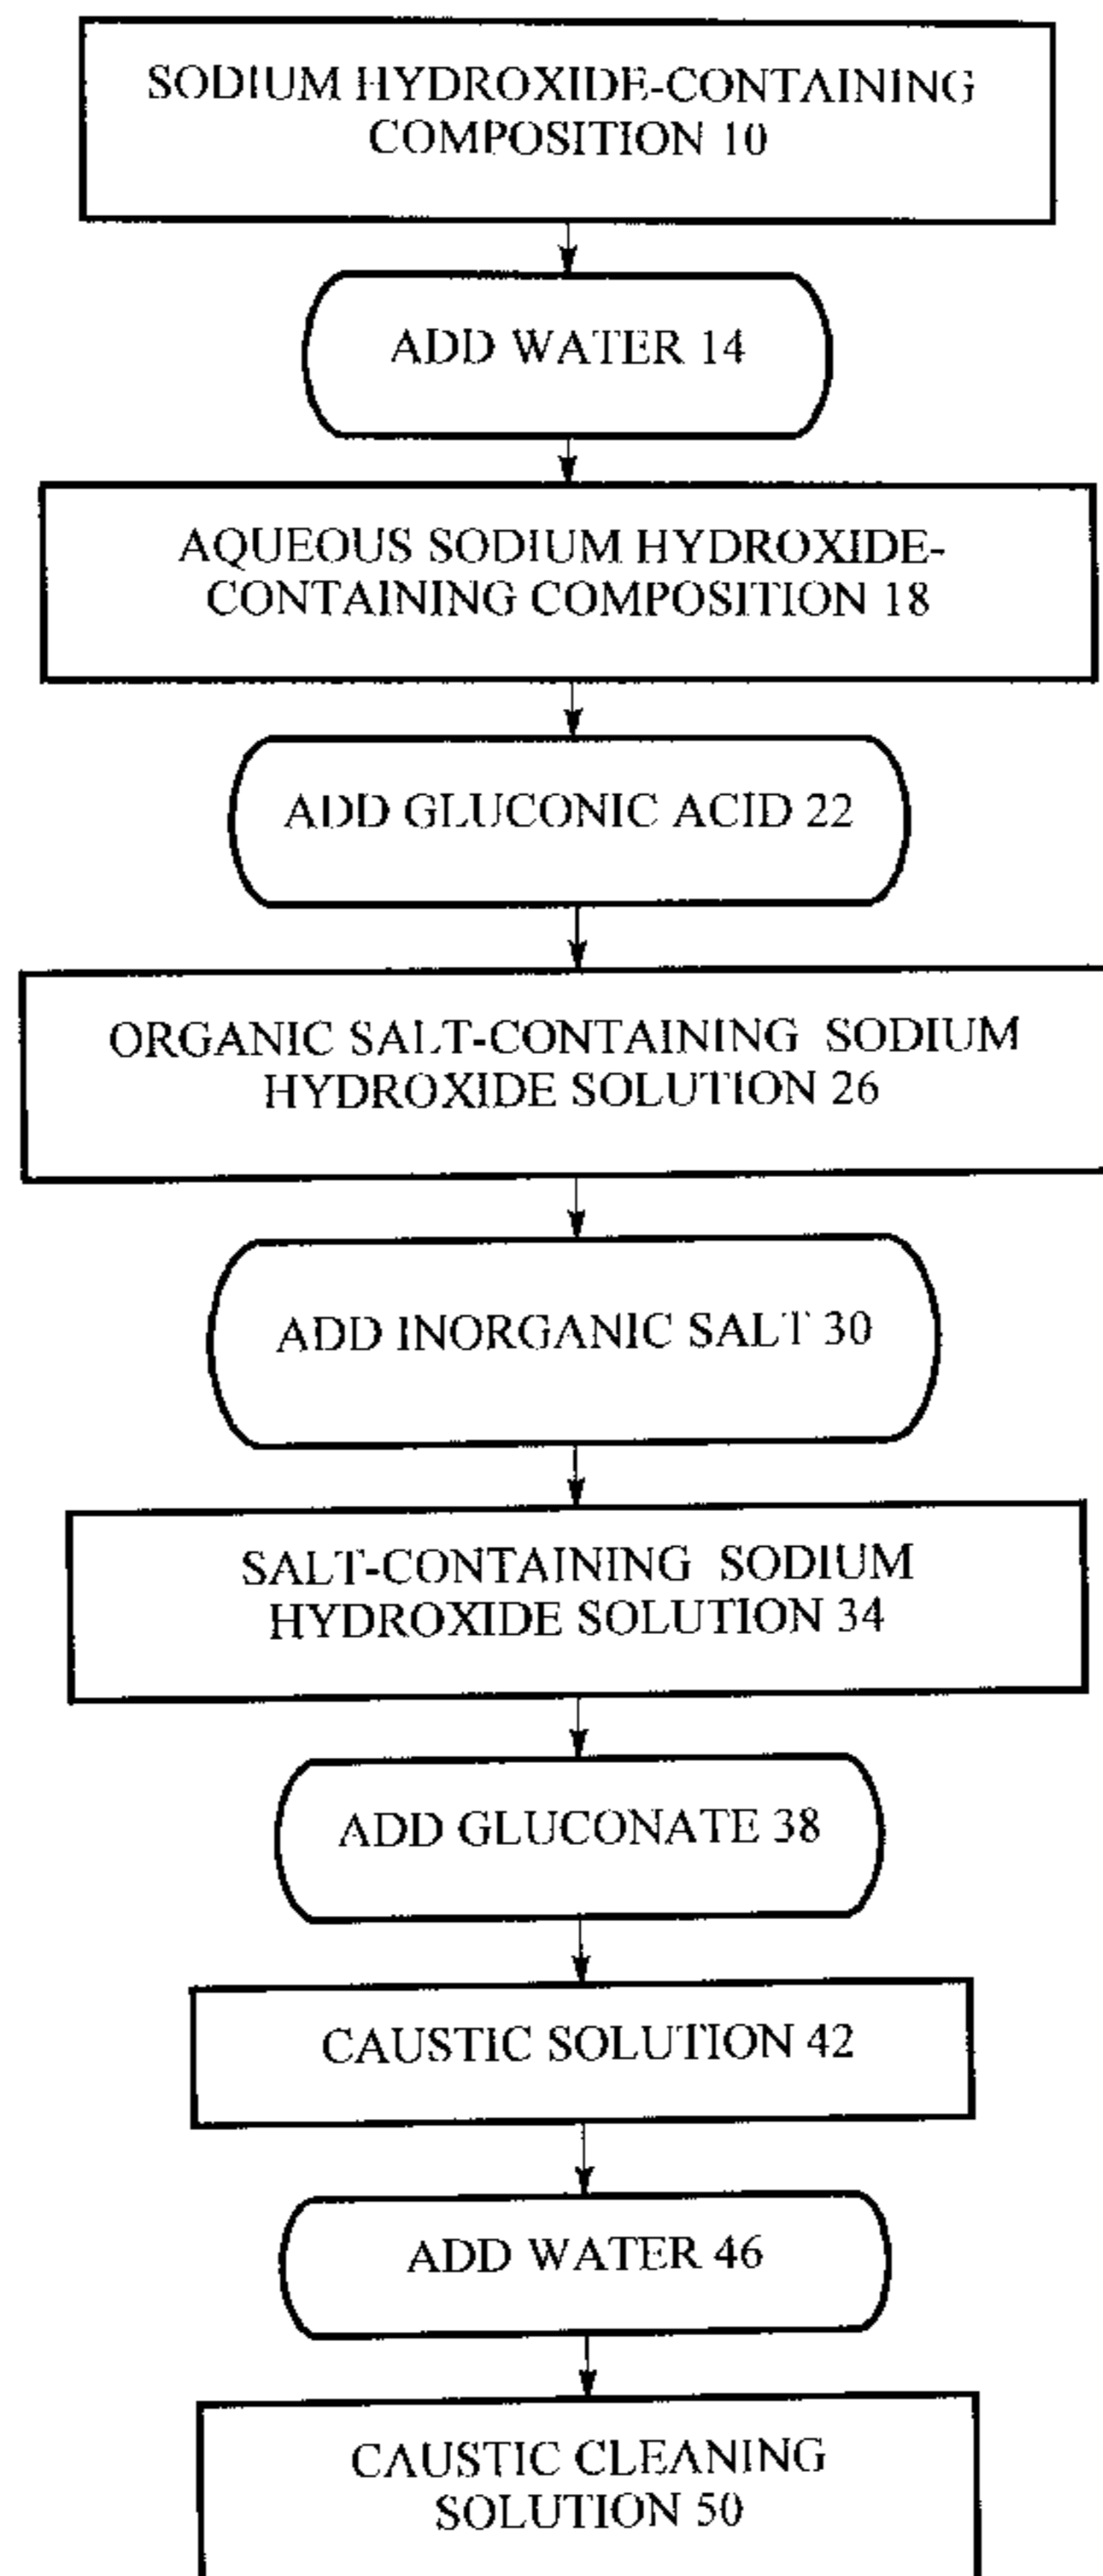 SODIUM HYDROXIDE-CONTAINING
COMPOSITION 10
ADD WATER 14
AQUEOUS SODIUM HYDROXIDE-
CONTAINING COMPOSITION 18
ADD GLUCONIC ACID 22
ORGANIC SALT-CONTAINING SODIUM
HYDROXIDE SOLUTION 26
ADD INORGANIC SALT 30
SALT-CONTAINING SODIUM
HYDROXIDE SOLUTION 34
ADD GLUCONATE 38
CAUSTIC SOLUTION 42
ADD WATER 46
CAUSTIC CLEANING
SOLUTION 50